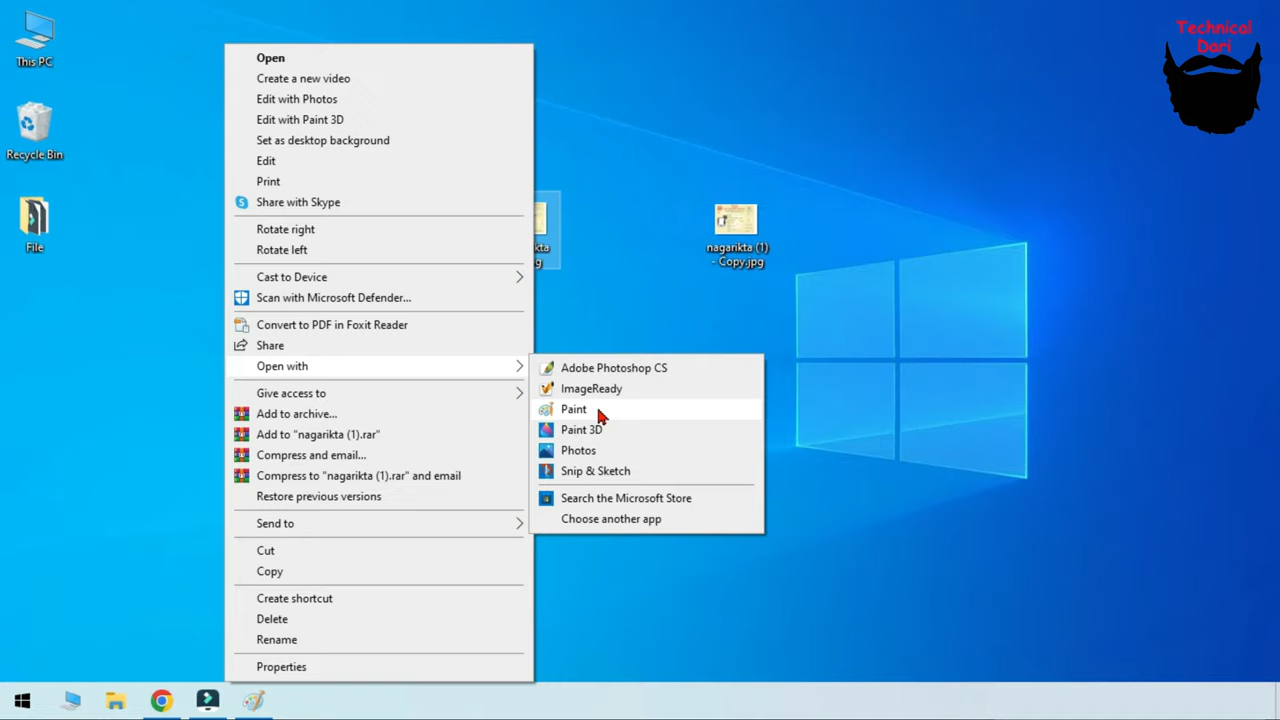 This PC
Recycle Bin
File
Open
Create a new video
Edit with Photos
Edit with Paint 3D
Set as desktop background
Edit
Print
Share with Skype
Rotate right
Rotate left
Cast to Device
Scan with Microsoft Defender...
Convert to PDF in Foxit Reader
Share
Open with
Give access to
Add to archive...
Add to "nagarikta (1).rar"
Compress and email...
Compress to "nagarikta (1).rar" and email
Restore previous versions
Send to
Cut
Copy
Create shortcut
Delete
Rename
Properties
Adobe Photoshop CS
ImageReady
Paint
Paint 3D
Photos
Snip & Sketch
Search the Microsoft Store
Choose another app
nagarikta (1)
- Copy.jpg
Technical
Dari